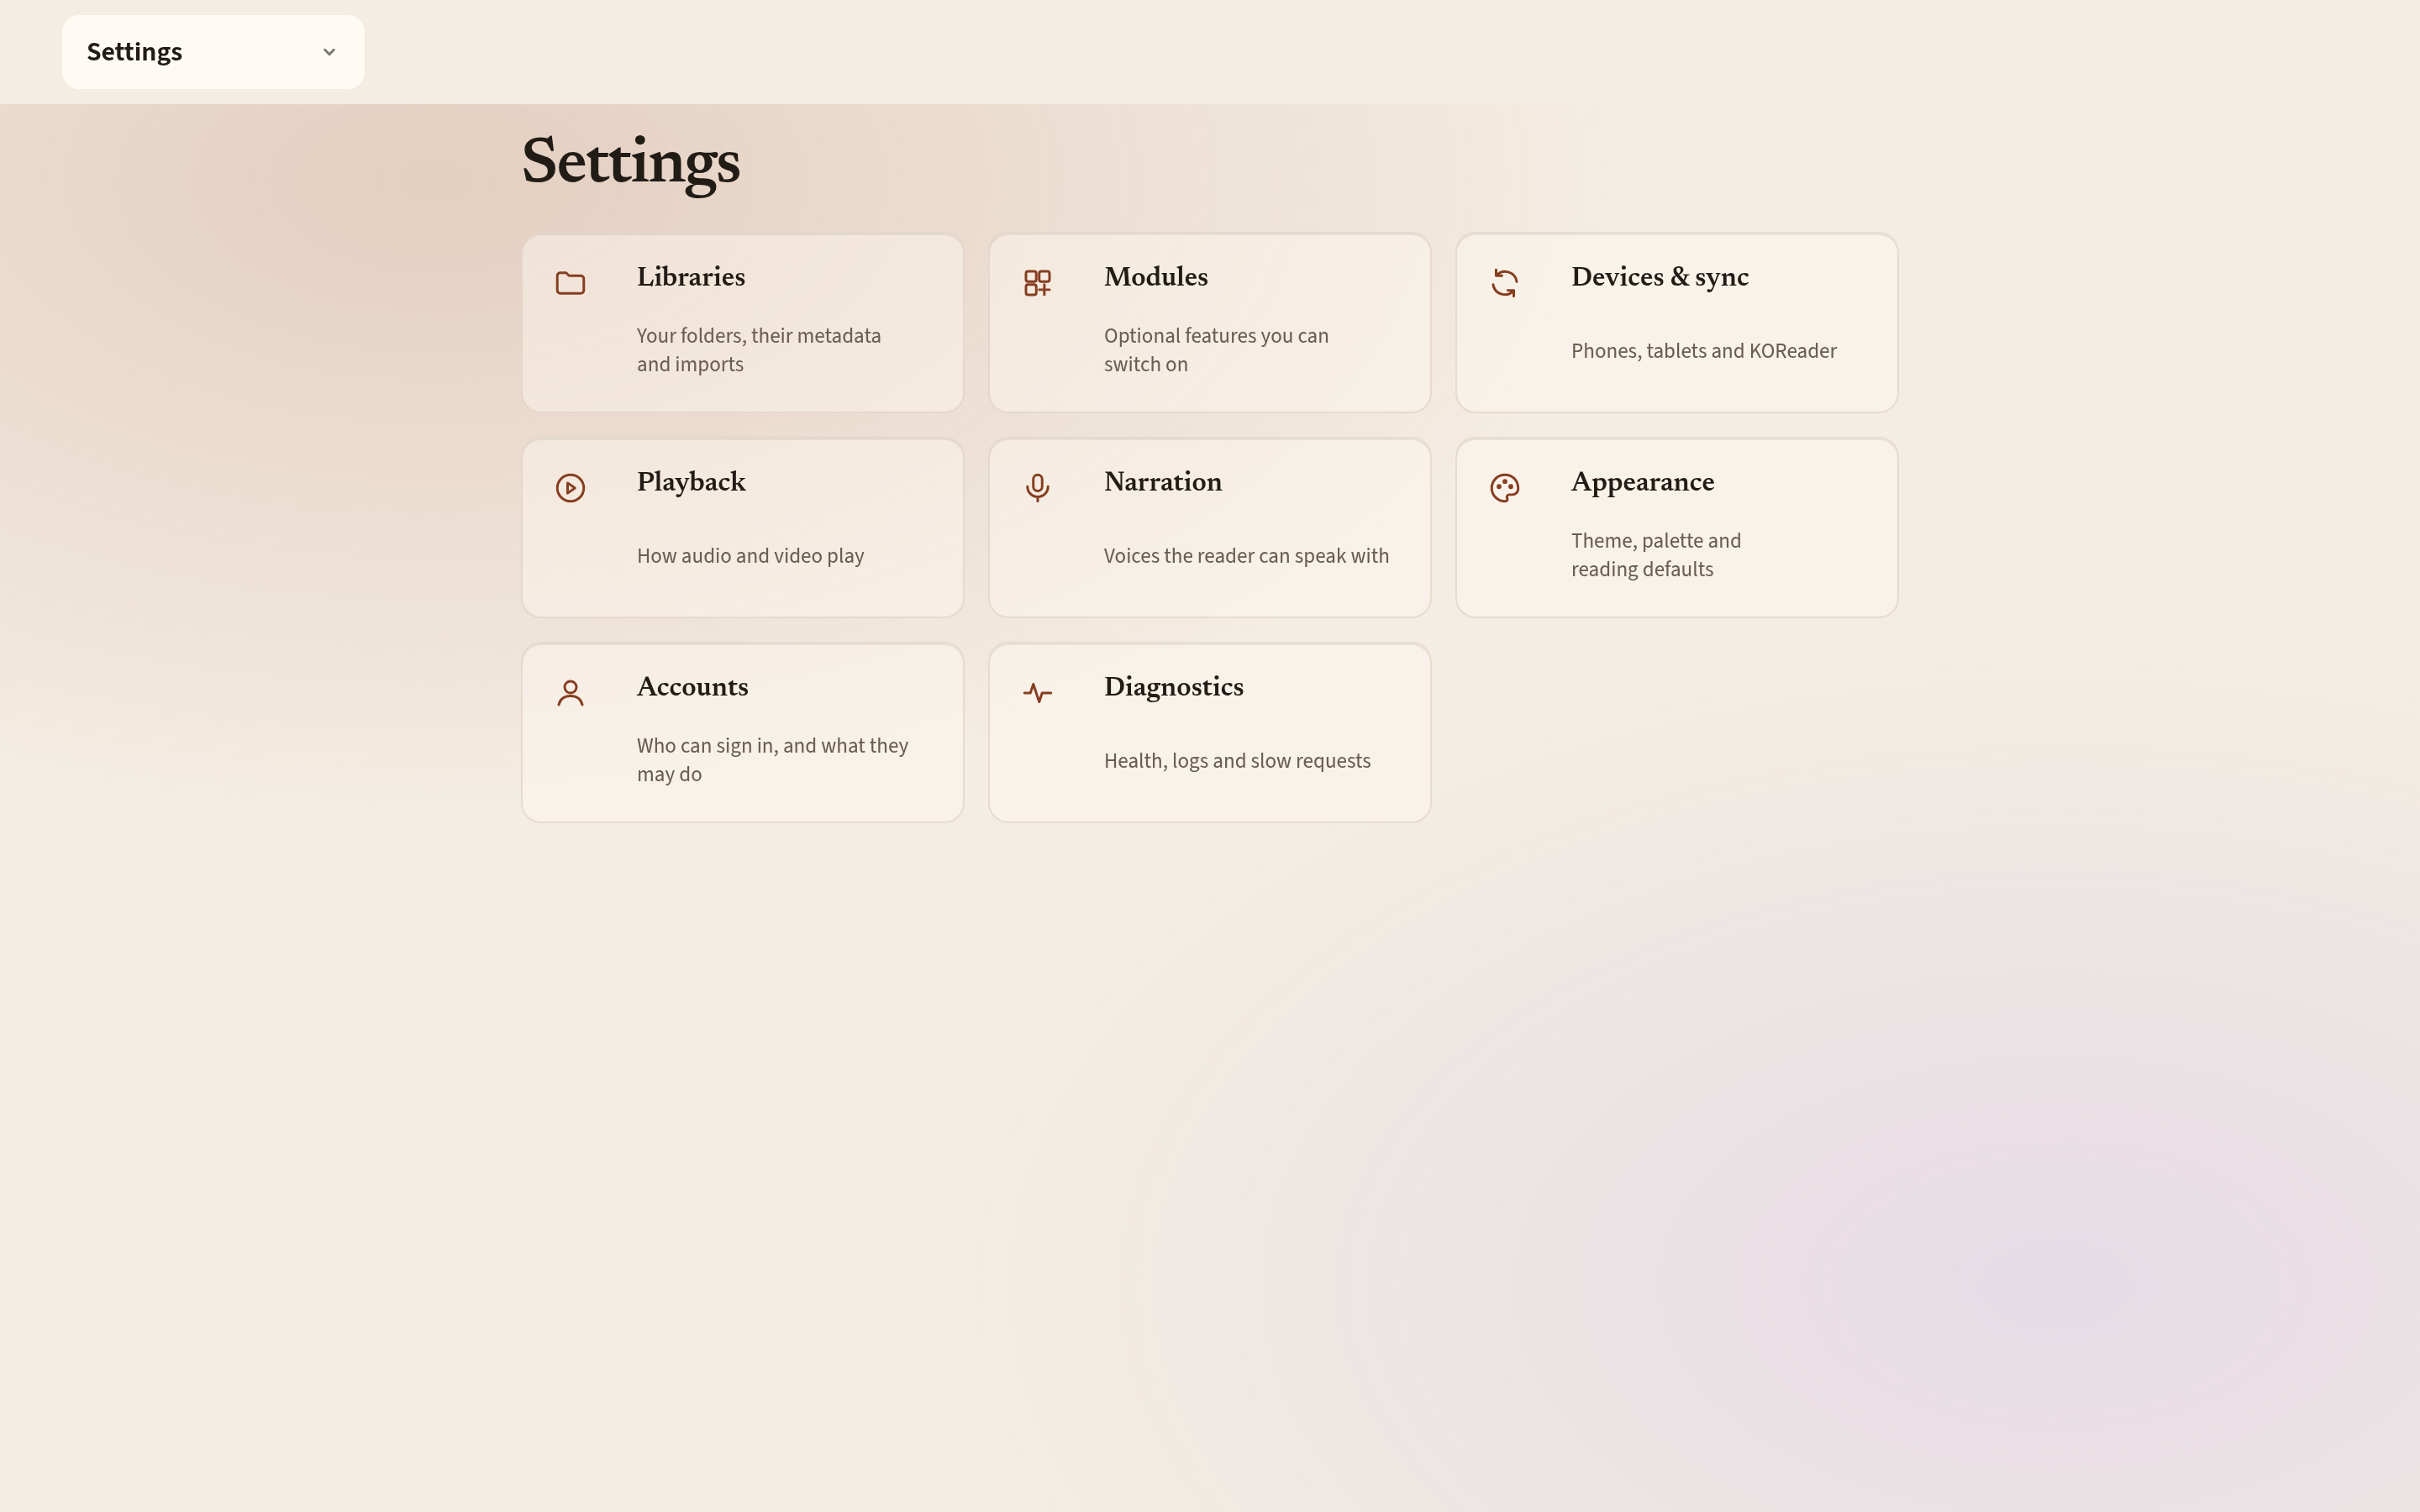 Settings
Settings
Libraries
Your folders, their metadata
and imports
Modules
Optional features you can
switch on
Devices & sync
Phones, tablets and KOReader
Playback
How audio and video play
Narration
Voices the reader can speak with
Appearance
Theme, palette and
reading defaults
Accounts
Who can sign in, and what they
may do
Diagnostics
Health, logs and slow requests